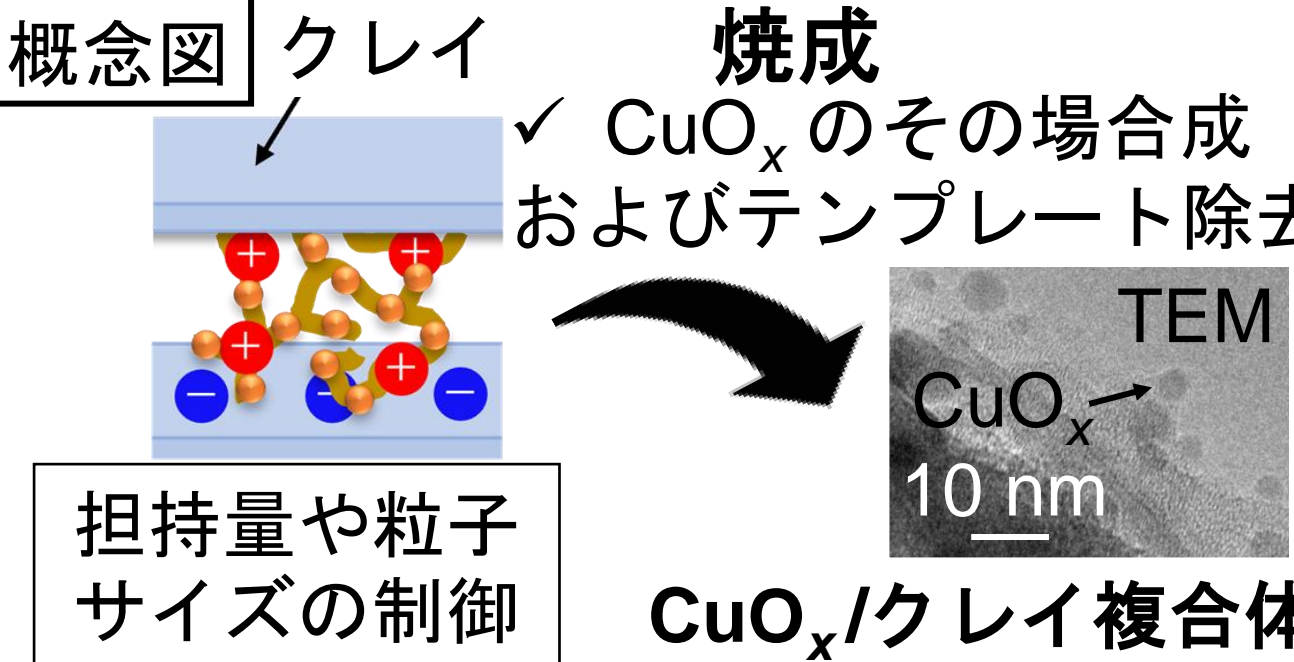 概念図
クレイ
焼成
✓ CuOx のその場合成
およびテンプレート除去
+
+
+
+
−
−
−
TEM
CuOx
10 nm
担持量や粒子
サイズの制御
CuOx/クレイ複合体